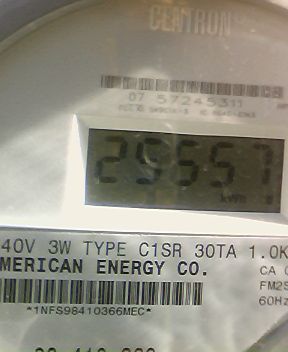 CENTRON
07 57245311
29557
kWh
40V 3W TYPE C1SR 30TA 1.0K
MERICAN ENERGY CO.
CA
FM2S
60Hz
*1NFS98410366MEC*